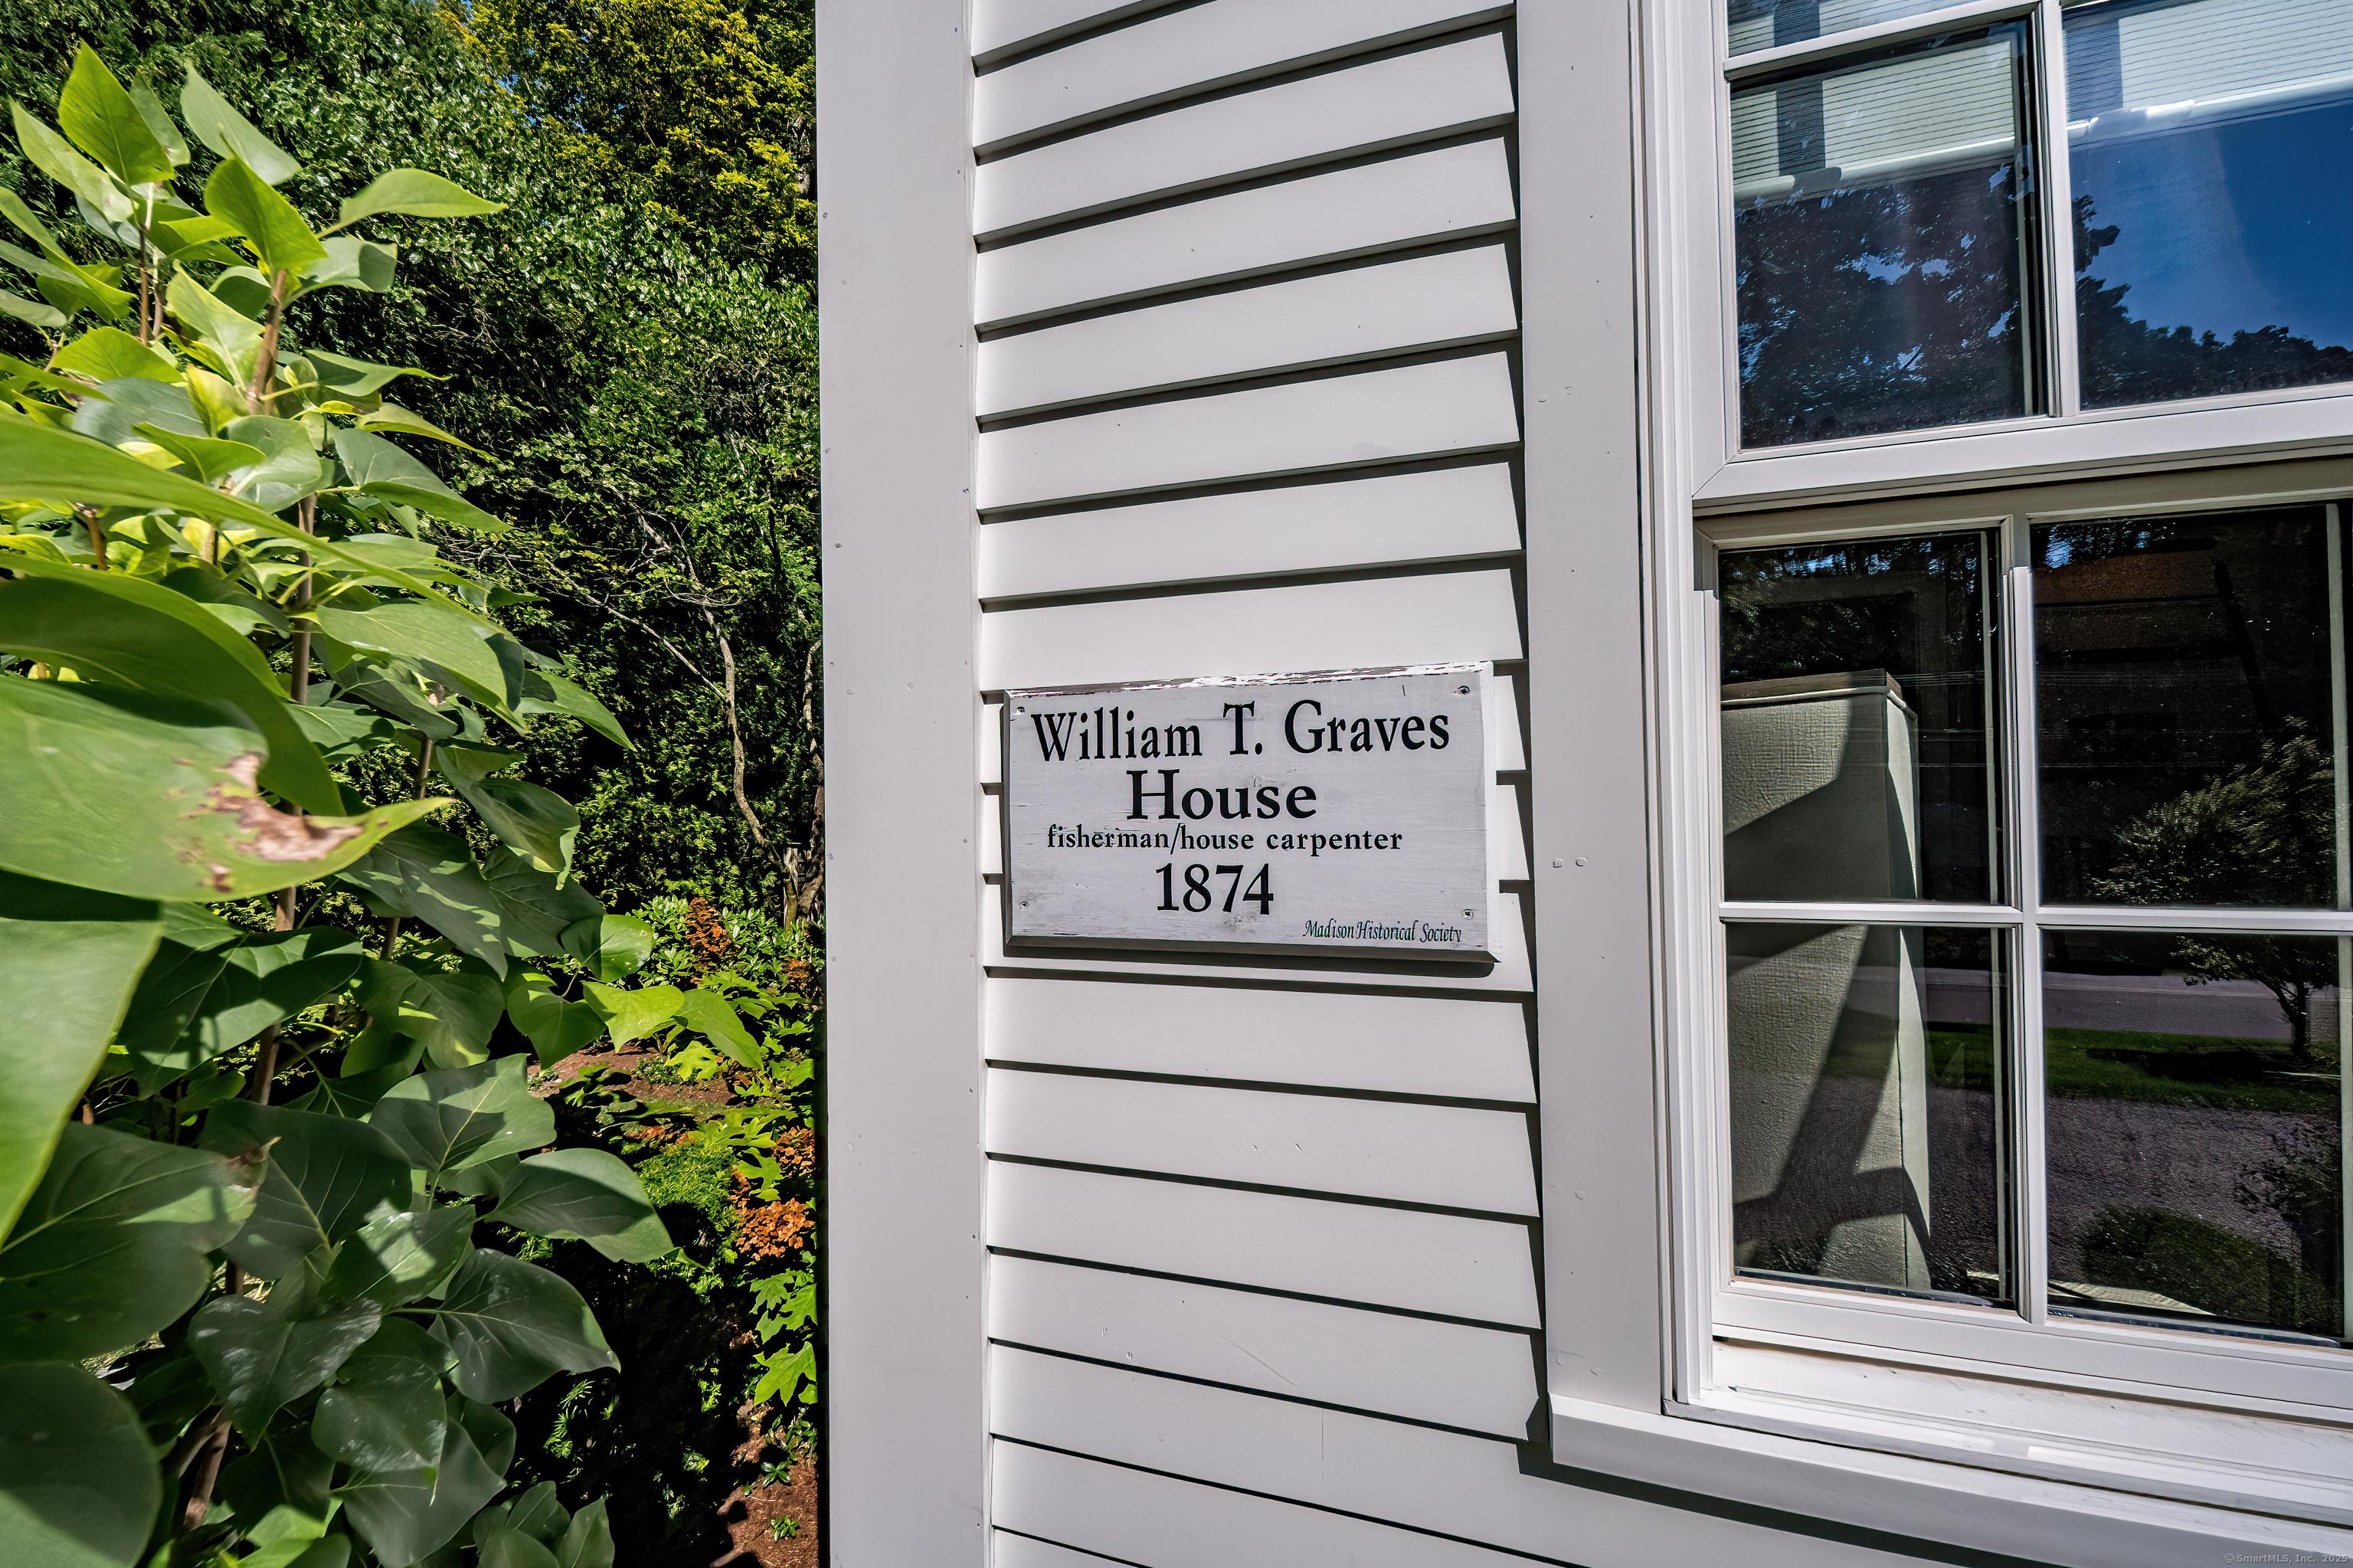 William T. Graves
House
fisherman/house carpenter
1874
Madison Historical Society
© SmartMLS, Inc. 2025